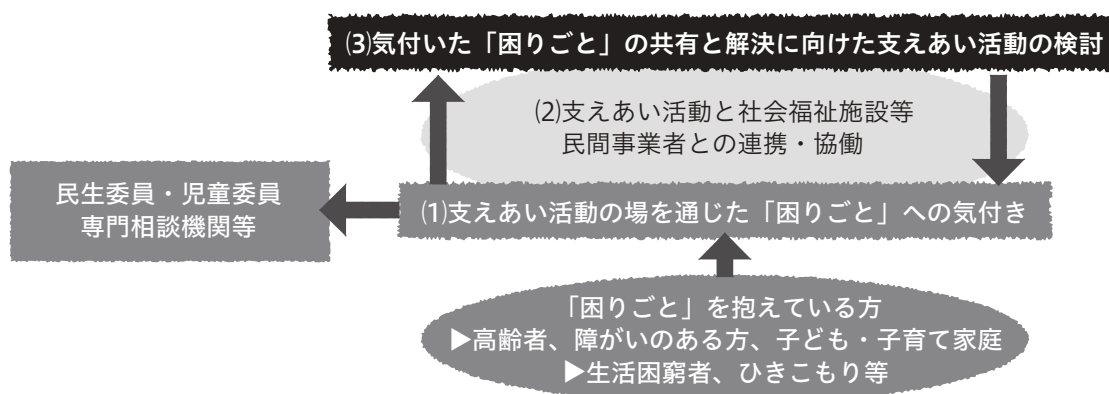 ⑶気付いた「困りごと」の共有と解決に向けた支えあい活動の検討
⑵支えあい活動と社会福祉施設等
民間事業者との連携・協働
民生委員・児童委員
専門相談機関等
⑴支えあい活動の場を通じた「困りごと」への気付き
「困りごと」を抱えている方
▶高齢者、障がいのある方、子ども・子育て家庭
▶生活困窮者、ひきこもり等